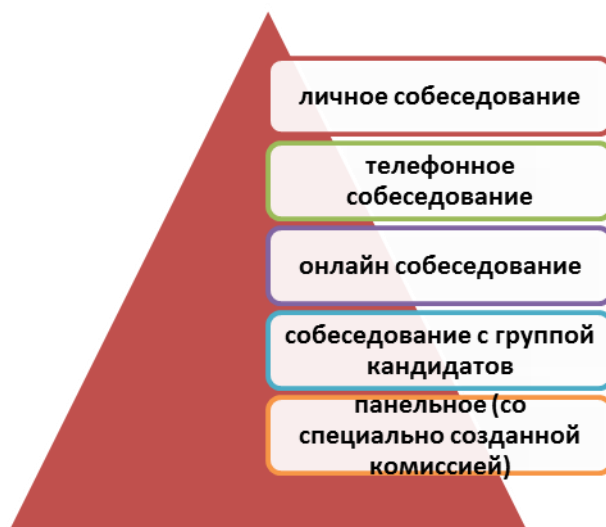 личное собеседование
телефонное
собеседование
онлайн собеседование
собеседование с группой
кандидатов
панельное (со
специально созданной
комиссией)